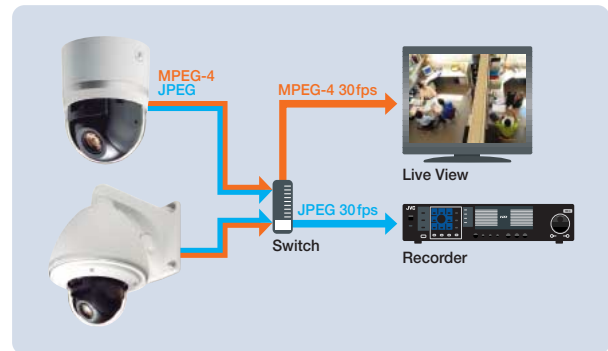 MPEG-4
JPEG
MPEG-4 30fps
Live View
JPEG 30fps
Switch
JVC
Recorder